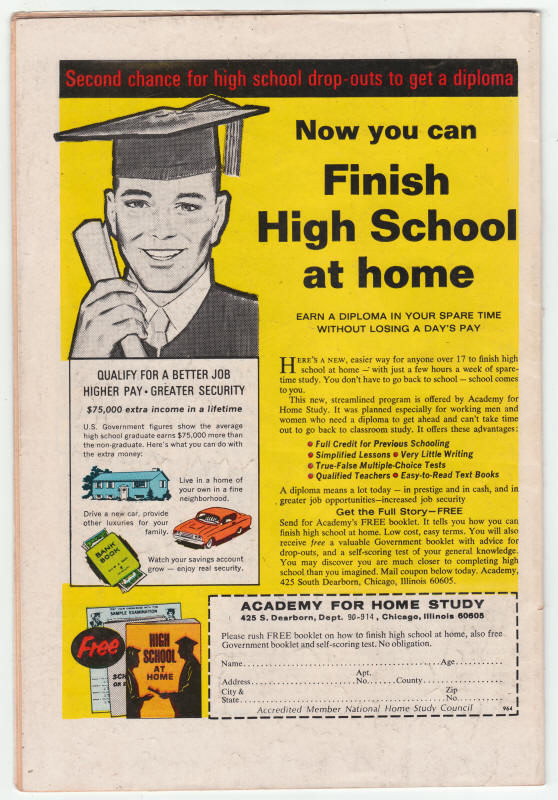 Second chance for high school drop-outs to get a diploma
Now you can
Finish
High School
at home
EARN A DIPLOMA IN YOUR SPARE TIME
WITHOUT LOSING A DAY'S PAY
HERE'S A NEW, easier way for anyone over 17 to finish high
school at home — with just a few hours a week of spare-
time study. You don't have to go back to school — school comes
to you.
This new, streamlined program is offered by Academy for
Home Study. It was planned especially for working men and
women who need a diploma to get ahead and can't take time
out to go back to classroom study. It offers these advantages:
• Full Credit for Previous Schooling
• Simplified Lessons • Very Little Writing
• True-False Multiple-Choice Tests
• Qualified Teachers • Easy-to-Read Text Books
A diploma means a lot today — in prestige and in cash, and in
greater job opportunities—increased job security
Get the Full Story—FREE
Send for Academy's FREE booklet. It tells you how you can
finish high school at home. Low cost, easy terms. You will also
receive free a valuable Government booklet with advice for
drop-outs, and a self-scoring test of your general knowledge.
You may discover you are much closer to completing high
school than you imagined. Mail coupon below today. Academy,
425 South Dearborn, Chicago, Illinois 60605.
QUALIFY FOR A BETTER JOB
HIGHER PAY • GREATER SECURITY
$75,000 extra income in a lifetime
U.S. Government figures show the average
high school graduate earns $75,000 more than
the non-graduate. Here's what you can do with
the extra money:
Live in a home of
your own in a fine
neighborhood.
Drive a new car, provide
other luxuries for your
family.
BANK
BOOK
Watch your savings account
grow — enjoy real security.
SAMPLE EXAMINATION
Free
HIGH
SCHOOL
AT
HOME
ACADEMY FOR HOME STUDY
425 S. Dearborn, Dept. 90-914, Chicago, Illinois 60605
Please rush FREE booklet on how to finish high school at home, also free
Government booklet and self-scoring test. No obligation.
Name Age
Apt.
Address No. County
City & Zip
State No.
Accredited Member National Home Study Council 964